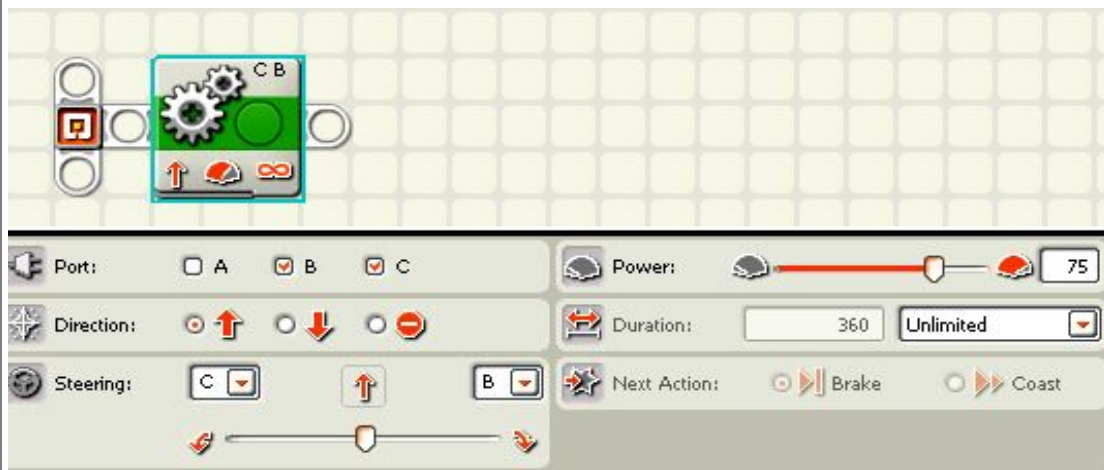 C B
Port: A B C
Power: 75
Direction:
Duration: 360 Unlimited
Steering: C B
Next Action: Brake Coast